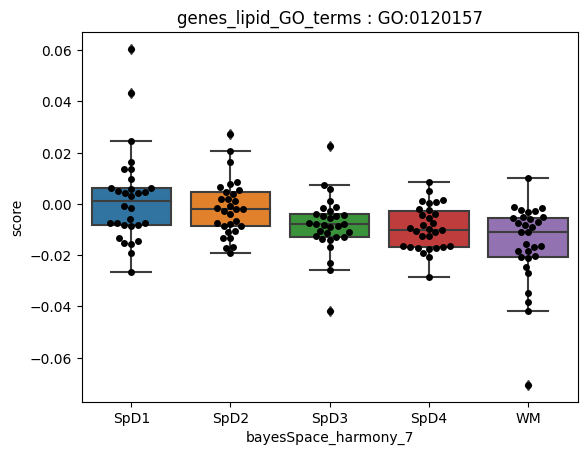 genes_lipid_GO_terms : GO:0120157
0.06
0.04
0.02
0.00
−0.02
−0.04
−0.06
score
SpD1 SpD2 SpD3 SpD4 WM
bayesSpace_harmony_7